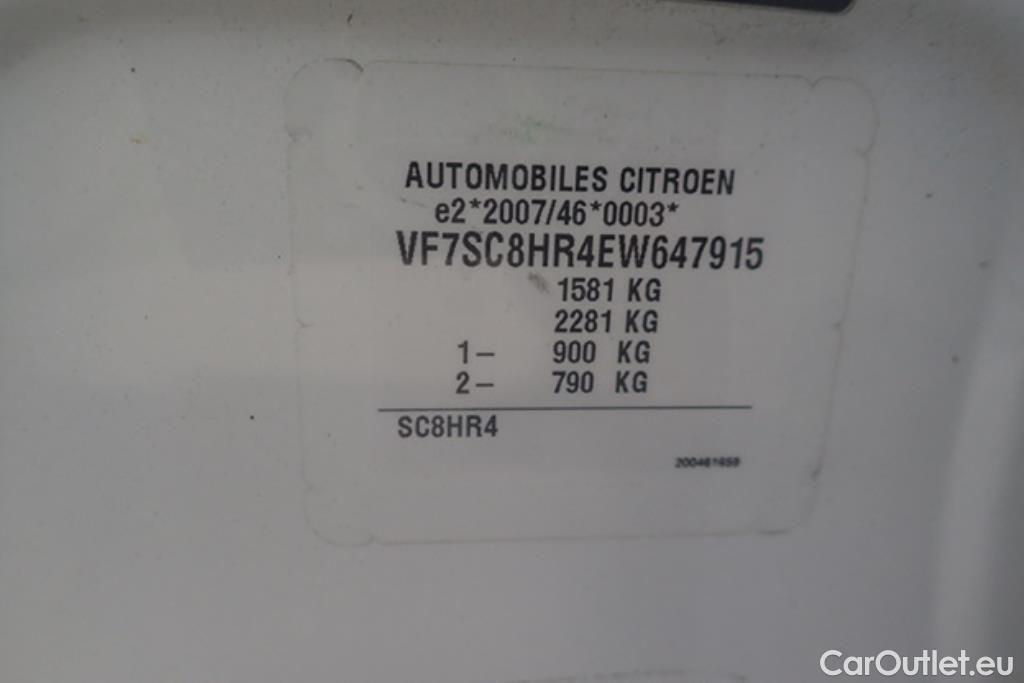 AUTOMOBILES CITROEN
e2*2007/46*0003*
VF7SC8HR4EW647915
1581 KG
2281 KG
1- 900 KG
2- 790 KG
SC8HR4
200461659
CarOutlet.eu